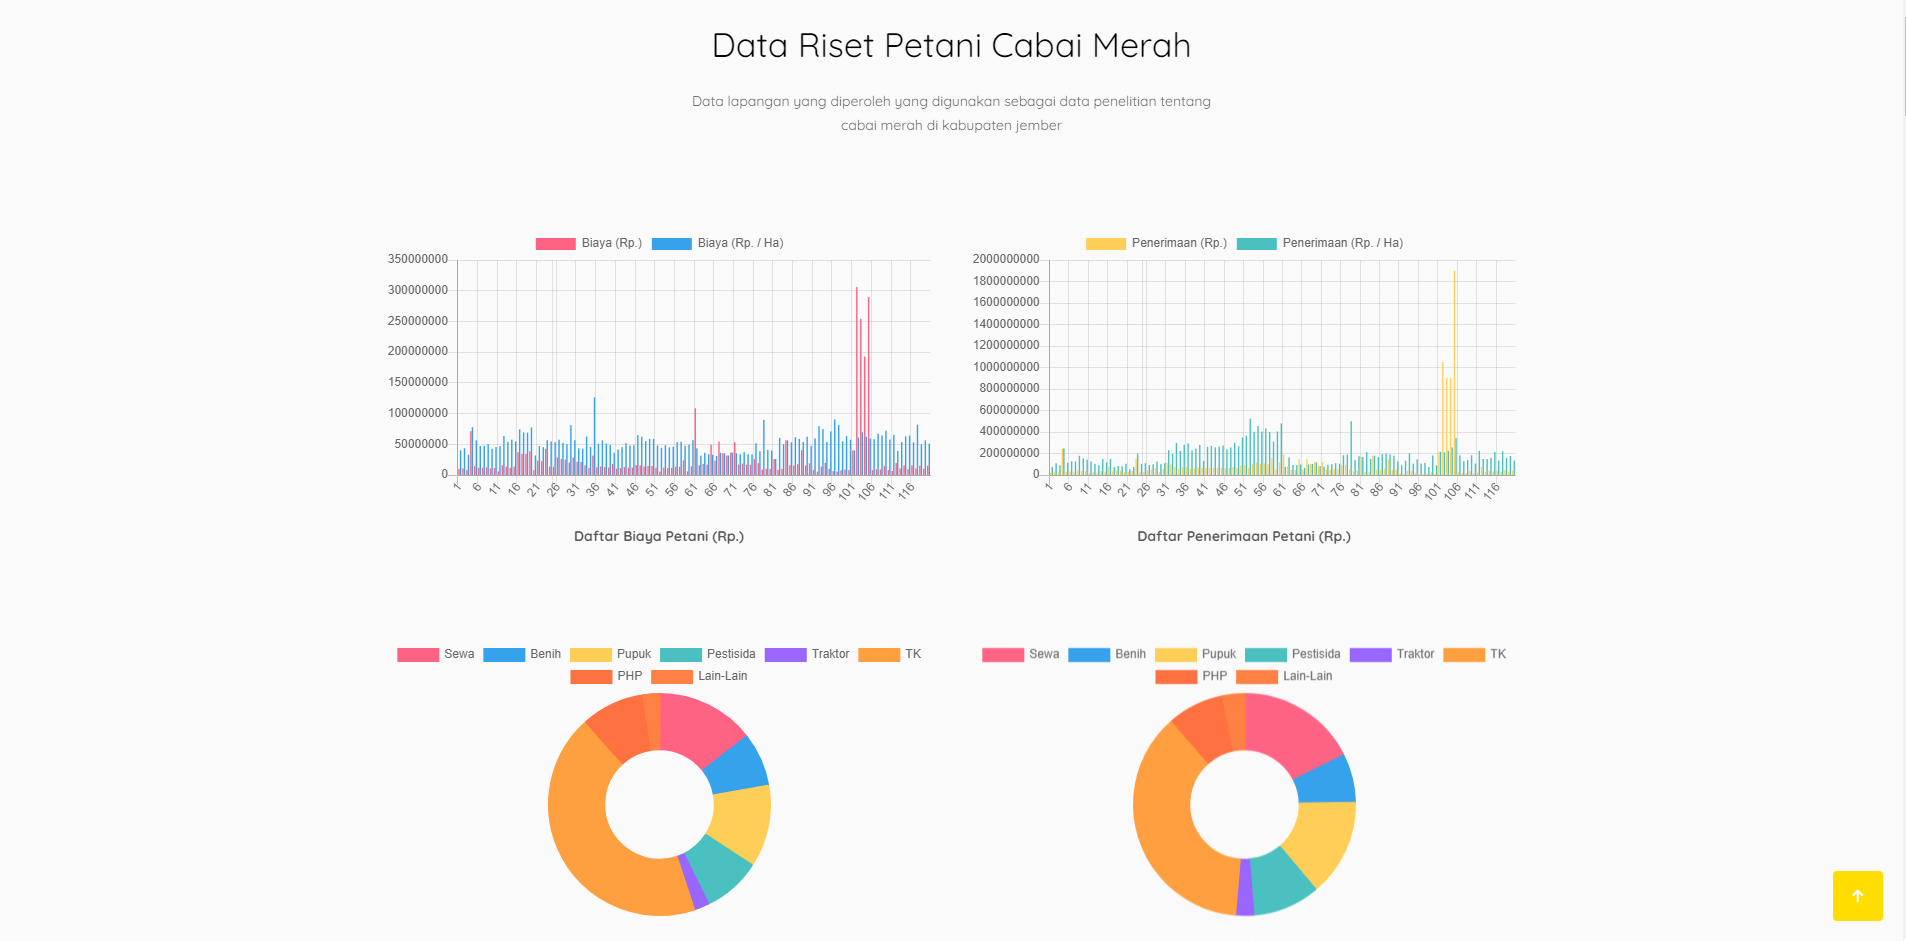 Data Riset Petani Cabai Merah
Data lapangan yang diperoleh yang digunakan sebagai data penelitian tentang
cabai merah di kabupaten jember
Biaya (Rp.) Biaya (Rp. / Ha)
350000000
300000000
250000000
200000000
150000000
100000000
50000000
0
1 6 11 16 21 26 31 36 41 46 51 56 61 66 71 76 81 86 91 96 101 106 111 116
Daftar Biaya Petani (Rp.)
Penerimaan (Rp.) Penerimaan (Rp. / Ha)
2000000000
1800000000
1600000000
1400000000
1200000000
1000000000
800000000
600000000
400000000
200000000
0
1 6 11 16 21 26 31 36 41 46 51 56 61 66 71 76 81 86 91 96 101 106 111 116
Daftar Penerimaan Petani (Rp.)
Sewa Benih Pupuk Pestisida Traktor TK
PHP Lain-Lain
Sewa Benih Pupuk Pestisida Traktor TK
PHP Lain-Lain